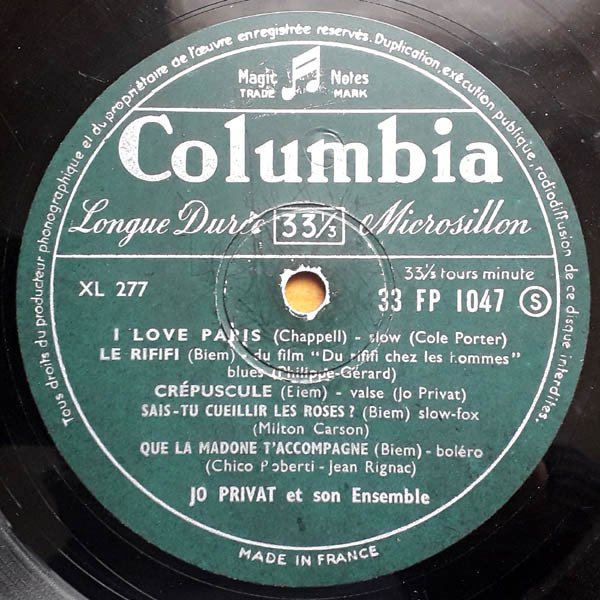 Tous droits du producteur phonographique et du propriétaire de l'œuvre enregistrée réservés. Duplication, exécution publique, radiodiffusion de ce disque interdites.
Magic Notes
TRADE MARK
Columbia
Longue Durée 33⅓ Microsillon
33⅓ tours minute
XL 277
33 FP 1047 S
I LOVE PARIS (Chappell) - slow (Cole Porter)
LE RIFIFI (Biem) - du film "Du rififi chez les hommes"
blues (Philippe-Gérard)
CRÉPUSCULE (Biem) - valse (Jo Privat)
SAIS-TU CUEILLIR LES ROSES ? (Biem) slow-fox
(Milton Carson)
QUE LA MADONE T'ACCOMPAGNE (Biem) - boléro
(Chico Roberti - Jean Rignac)
JO PRIVAT et son Ensemble
MADE IN FRANCE